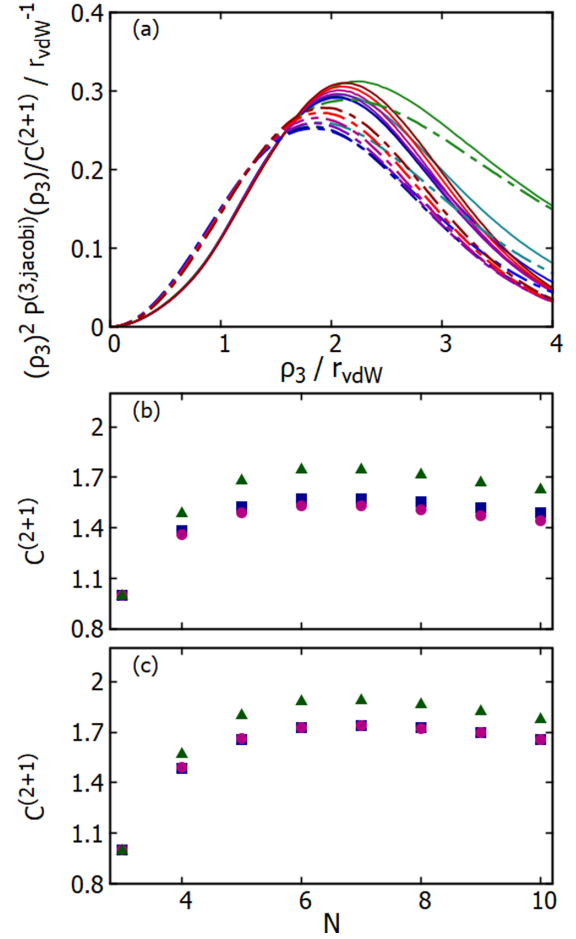 (a)
(ρ₃)² P⁽³,ʲᵃᶜᵒᵇⁱ⁾(ρ₃)/C⁽²⁺¹⁾ / r_vdW⁻¹
0.4
0.3
0.2
0.1
0
0 1 2 3 4
ρ₃ / r_vdW
(b)
C⁽²⁺¹⁾
2
1.7
1.4
1.1
0.8
(c)
C⁽²⁺¹⁾
2
1.7
1.4
1.1
0.8
4 6 8 10
N